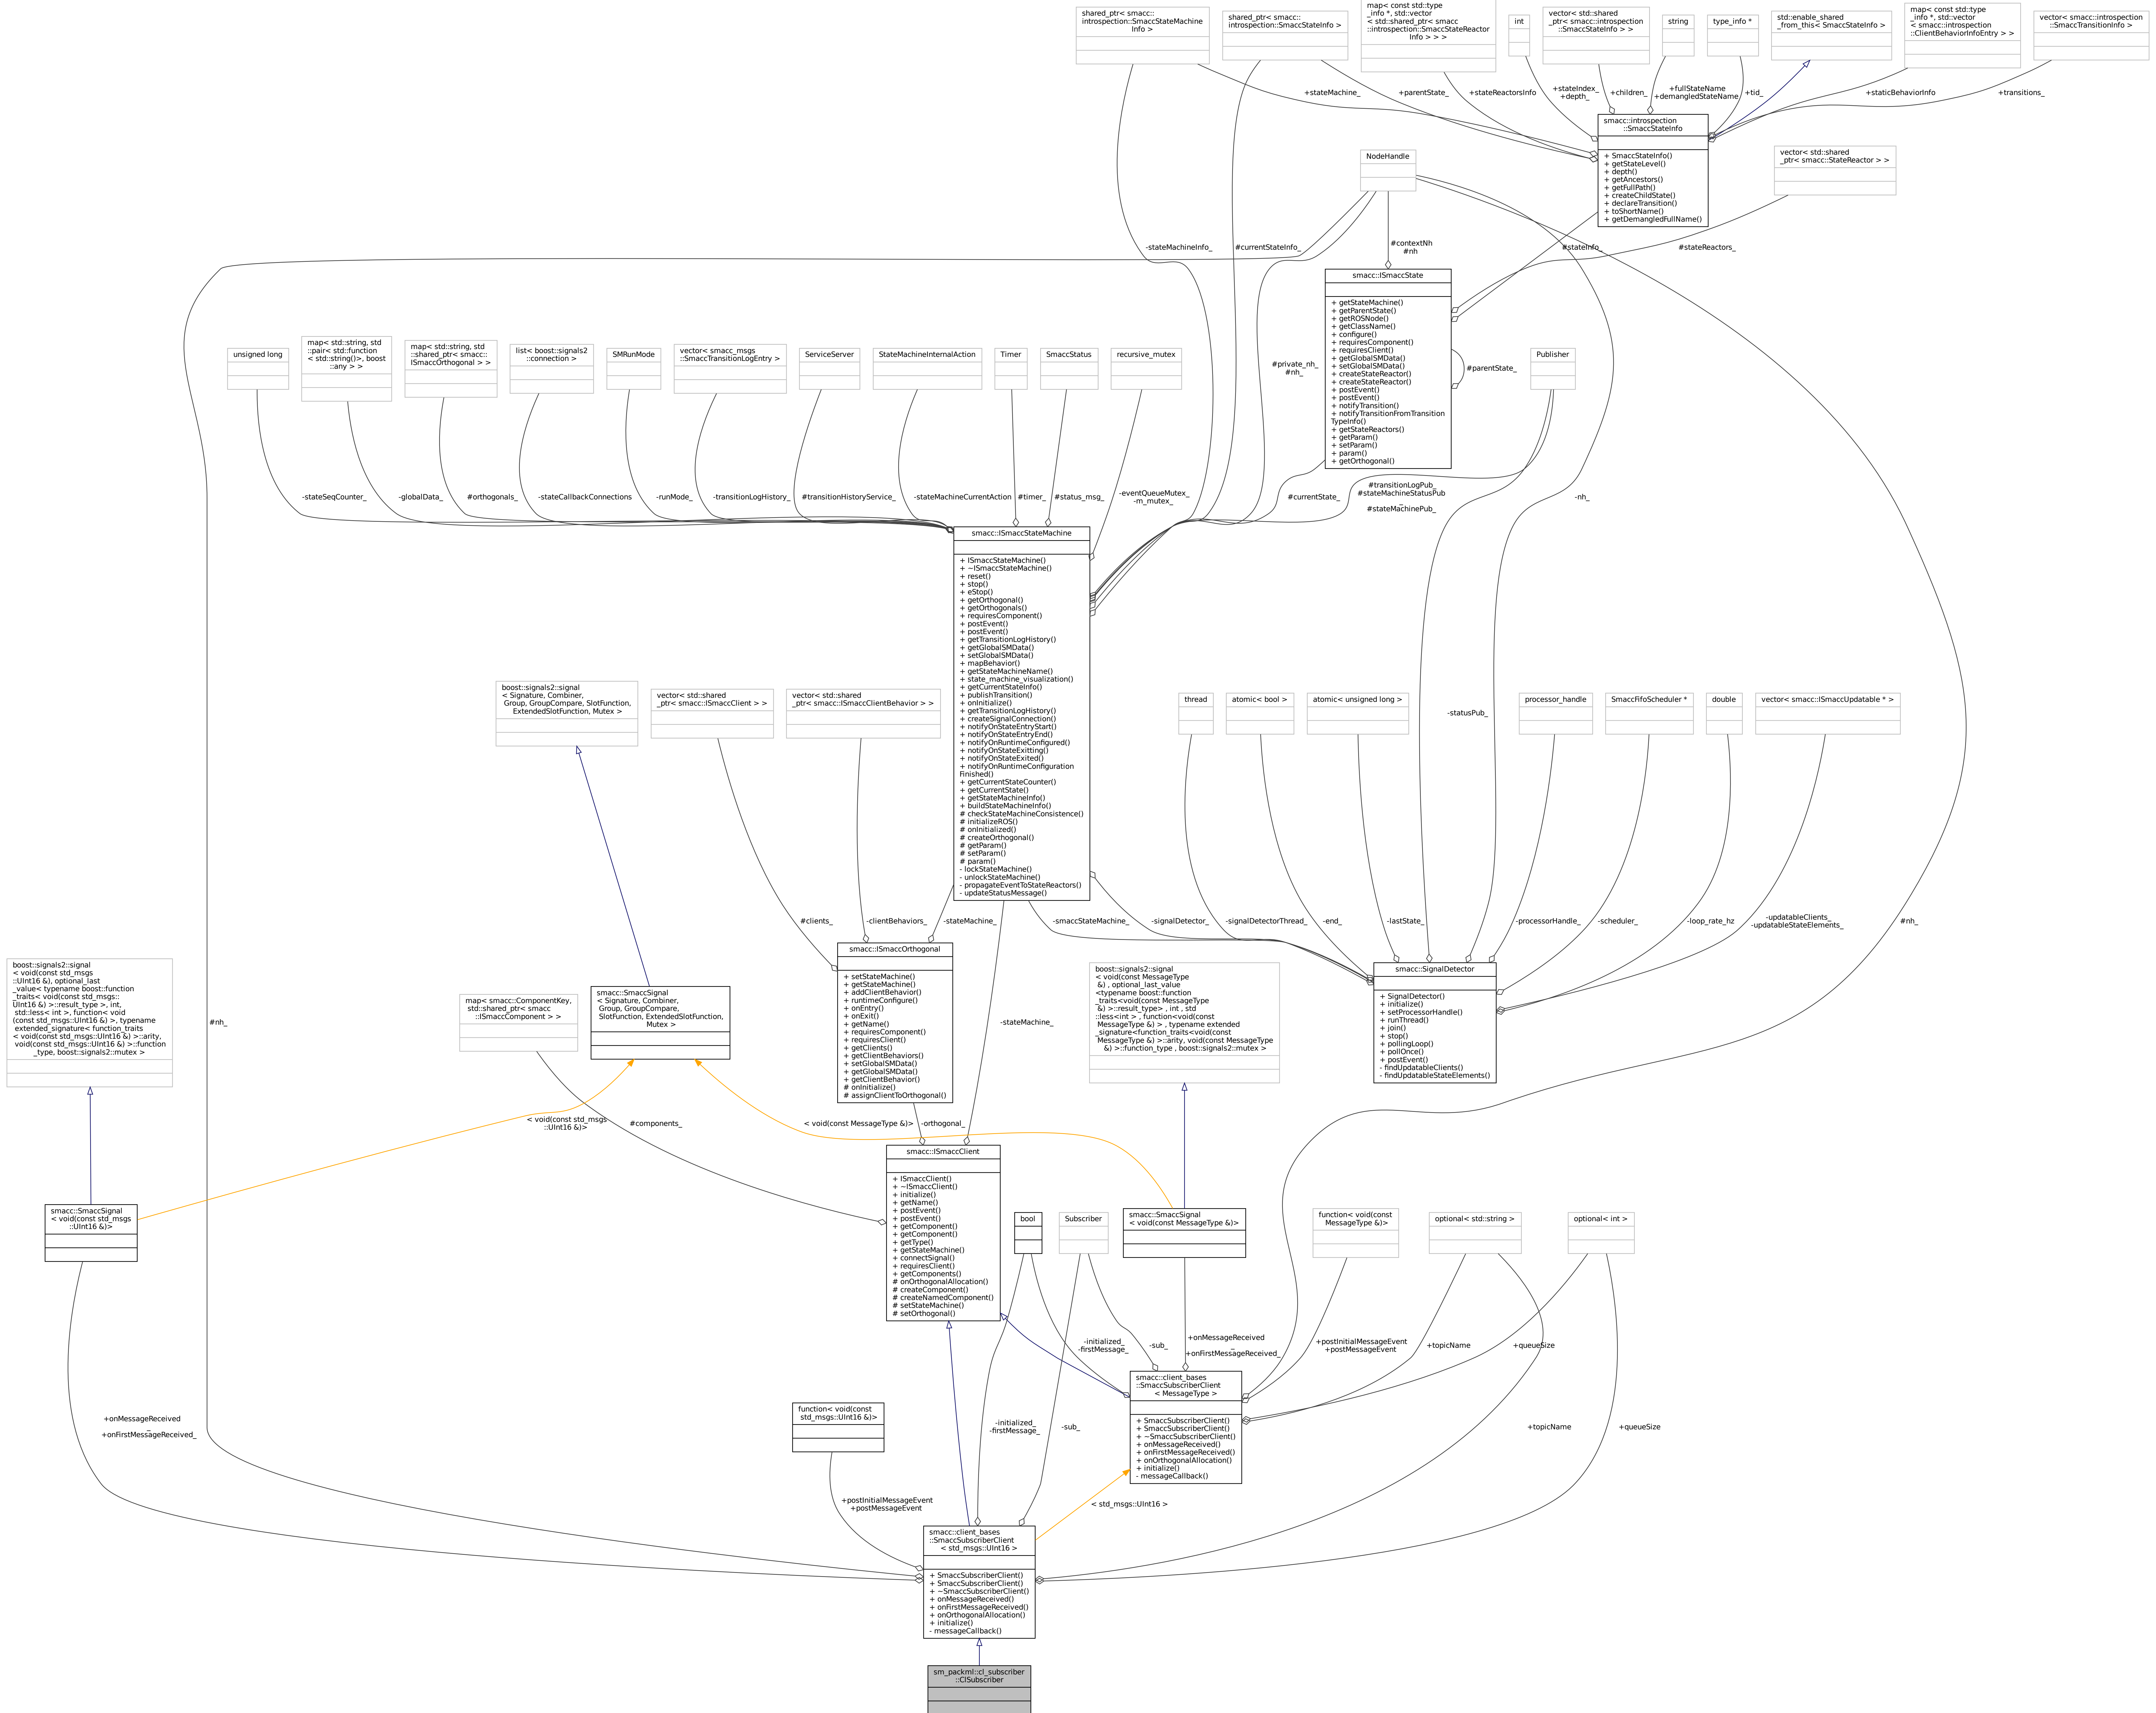 shared_ptr< smacc::
introspection::SmaccStateMachine
Info >
shared_ptr< smacc::
introspection::SmaccStateInfo >
map< const std::type
_info *, std::vector
< std::shared_ptr< smacc
::introspection::SmaccStateReactor
Info > > >
int
vector< std::shared
_ptr< smacc::introspection
::SmaccStateInfo > >
string
type_info *
std::enable_shared
_from_this< SmaccStateInfo >
map< const std::type
_info *, std::vector
< smacc::introspection
::ClientBehaviorInfoEntry > >
vector< smacc::introspection
::SmaccTransitionInfo >
+stateMachine_
+parentState_
+stateReactorsInfo
+stateIndex_
+depth_
+children_
+fullStateName
+demangledStateName
+tid_
+staticBehaviorInfo
+transitions_
smacc::introspection
::SmaccStateInfo
+ SmaccStateInfo()
+ getStateLevel()
+ depth()
+ getAncestors()
+ getFullPath()
+ createChildState()
+ declareTransition()
+ toShortName()
+ getDemangledFullName()
NodeHandle
vector< std::shared
_ptr< smacc::StateReactor > >
-stateMachineInfo_
#currentStateInfo_
#contextNh
#nh
#stateInfo_
#stateReactors_
smacc::ISmaccState
+ getStateMachine()
+ getParentState()
+ getROSNode()
+ getClassName()
+ configure()
+ requiresComponent()
+ requiresClient()
+ getGlobalSMData()
+ setGlobalSMData()
+ createStateReactor()
+ createStateReactor()
+ postEvent()
+ postEvent()
+ notifyTransition()
+ notifyTransitionFromTransition
TypeInfo()
+ getStateReactors()
+ getParam()
+ setParam()
+ param()
+ getOrthogonal()
#parentState_
#private_nh_
#nh_
unsigned long
map< std::string, std
::pair< std::function
< std::string()>, boost
::any > >
map< std::string, std
::shared_ptr< smacc::
ISmaccOrthogonal > >
list< boost::signals2
::connection >
SMRunMode
vector< smacc_msgs
::SmaccTransitionLogEntry >
ServiceServer
StateMachineInternalAction
Timer
SmaccStatus
recursive_mutex
Publisher
-stateSeqCounter_
-globalData_
#orthogonals_
-stateCallbackConnections
-runMode_
-transitionLogHistory_
#transitionHistoryService_
-stateMachineCurrentAction
#timer_
#status_msg_
-eventQueueMutex_
-m_mutex_
#currentState_
#transitionLogPub_
#stateMachineStatusPub
_
#stateMachinePub_
-nh_
smacc::ISmaccStateMachine
+ ISmaccStateMachine()
+ ~ISmaccStateMachine()
+ reset()
+ stop()
+ eStop()
+ getOrthogonal()
+ getOrthogonals()
+ requiresComponent()
+ postEvent()
+ postEvent()
+ getTransitionLogHistory()
+ getGlobalSMData()
+ setGlobalSMData()
+ mapBehavior()
+ getStateMachineName()
+ state_machine_visualization()
+ getCurrentStateInfo()
+ publishTransition()
+ onInitialize()
+ getTransitionLogHistory()
+ createSignalConnection()
+ notifyOnStateEntryStart()
+ notifyOnStateEntryEnd()
+ notifyOnRuntimeConfigured()
+ notifyOnStateExitting()
+ notifyOnStateExited()
+ notifyOnRuntimeConfiguration
Finished()
+ getCurrentStateCounter()
+ getCurrentState()
+ getStateMachineInfo()
+ buildStateMachineInfo()
# checkStateMachineConsistence()
# initializeROS()
# onInitialized()
# createOrthogonal()
# getParam()
# setParam()
# param()
- lockStateMachine()
- unlockStateMachine()
- propagateEventToStateReactors()
- updateStatusMessage()
boost::signals2::signal
< Signature, Combiner,
Group, GroupCompare, SlotFunction,
ExtendedSlotFunction, Mutex >
vector< std::shared
_ptr< smacc::ISmaccClient > >
vector< std::shared
_ptr< smacc::ISmaccClientBehavior > >
thread
atomic< bool >
atomic< unsigned long >
-statusPub_
processor_handle
SmaccFifoScheduler *
double
vector< smacc::ISmaccUpdatable * >
#clients_
-clientBehaviors_
-stateMachine_
-smaccStateMachine_
-signalDetector_
-signalDetectorThread_
-end_
-lastState_
-processorHandle_
-scheduler_
-loop_rate_hz
-updatableClients_
-updatableStateElements_
#nh_
smacc::ISmaccOrthogonal
+ setStateMachine()
+ getStateMachine()
+ addClientBehavior()
+ runtimeConfigure()
+ onEntry()
+ onExit()
+ getName()
+ requiresComponent()
+ requiresClient()
+ getClients()
+ getClientBehaviors()
+ setGlobalSMData()
+ getGlobalSMData()
+ getClientBehavior()
# onInitialize()
# assignClientToOrthogonal()
smacc::SignalDetector
+ SignalDetector()
+ initialize()
+ setProcessorHandle()
+ runThread()
+ join()
+ stop()
+ pollingLoop()
+ pollOnce()
+ postEvent()
- findUpdatableClients()
- findUpdatableStateElements()
boost::signals2::signal
< void(const std_msgs
::UInt16 &), optional_last
_value< typename boost::function
_traits< void(const std_msgs::
UInt16 &) >::result_type >, int,
std::less< int >, function< void
(const std_msgs::UInt16 &) >, typename
extended_signature< function_traits
< void(const std_msgs::UInt16 &) >::arity,
void(const std_msgs::UInt16 &) >::function
_type, boost::signals2::mutex >
map< smacc::ComponentKey,
std::shared_ptr< smacc
::ISmaccComponent > >
smacc::SmaccSignal
< Signature, Combiner,
Group, GroupCompare,
SlotFunction, ExtendedSlotFunction,
Mutex >
boost::signals2::signal
< void(const MessageType
&) , optional_last_value
<typename boost::function
_traits<void(const MessageType
&) >::result_type> , int , std
::less<int > , function<void(const
MessageType &) > , typename extended
_signature<function_traits<void(const
MessageType &) >::arity, void(const MessageType
&) >::function_type , boost::signals2::mutex >
#nh_
-stateMachine_
< void(const std_msgs
::UInt16 &)>
#components_
< void(const MessageType &)>
-orthogonal_
smacc::ISmaccClient
+ ISmaccClient()
+ ~ISmaccClient()
+ initialize()
+ getName()
+ postEvent()
+ postEvent()
+ getComponent()
+ getComponent()
+ getType()
+ getStateMachine()
+ connectSignal()
+ requiresClient()
+ getComponents()
# onOrthogonalAllocation()
# createComponent()
# createNamedComponent()
# setStateMachine()
# setOrthogonal()
smacc::SmaccSignal
< void(const std_msgs
::UInt16 &)>
bool
Subscriber
smacc::SmaccSignal
< void(const MessageType &)>
function< void(const
MessageType &)>
optional< std::string >
optional< int >
-initialized_
-firstMessage_
-sub_
+onMessageReceived
_
+onFirstMessageReceived_
+postInitialMessageEvent
+postMessageEvent
+topicName
+queueSize
smacc::client_bases
::SmaccSubscriberClient
< MessageType >
+ SmaccSubscriberClient()
+ SmaccSubscriberClient()
+ ~SmaccSubscriberClient()
+ onMessageReceived()
+ onFirstMessageReceived()
+ onOrthogonalAllocation()
+ initialize()
- messageCallback()
function< void(const
std_msgs::UInt16 &)>
+onMessageReceived
_
+onFirstMessageReceived_
-initialized_
-firstMessage_
-sub_
+topicName
+queueSize
+postInitialMessageEvent
+postMessageEvent
< std_msgs::UInt16 >
smacc::client_bases
::SmaccSubscriberClient
< std_msgs::UInt16 >
+ SmaccSubscriberClient()
+ SmaccSubscriberClient()
+ ~SmaccSubscriberClient()
+ onMessageReceived()
+ onFirstMessageReceived()
+ onOrthogonalAllocation()
+ initialize()
- messageCallback()
sm_packml::cl_subscriber
::ClSubscriber